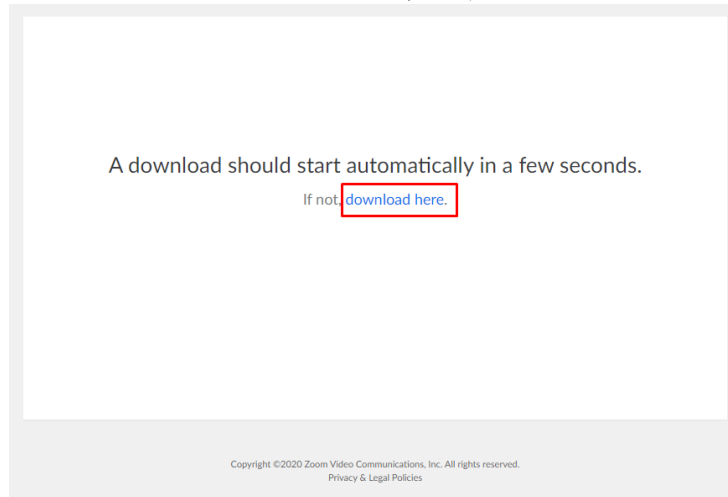 A download should start automatically in a few seconds.
If not, download here.
Copyright ©2020 Zoom Video Communications, Inc. All rights reserved.
Privacy & Legal Policies